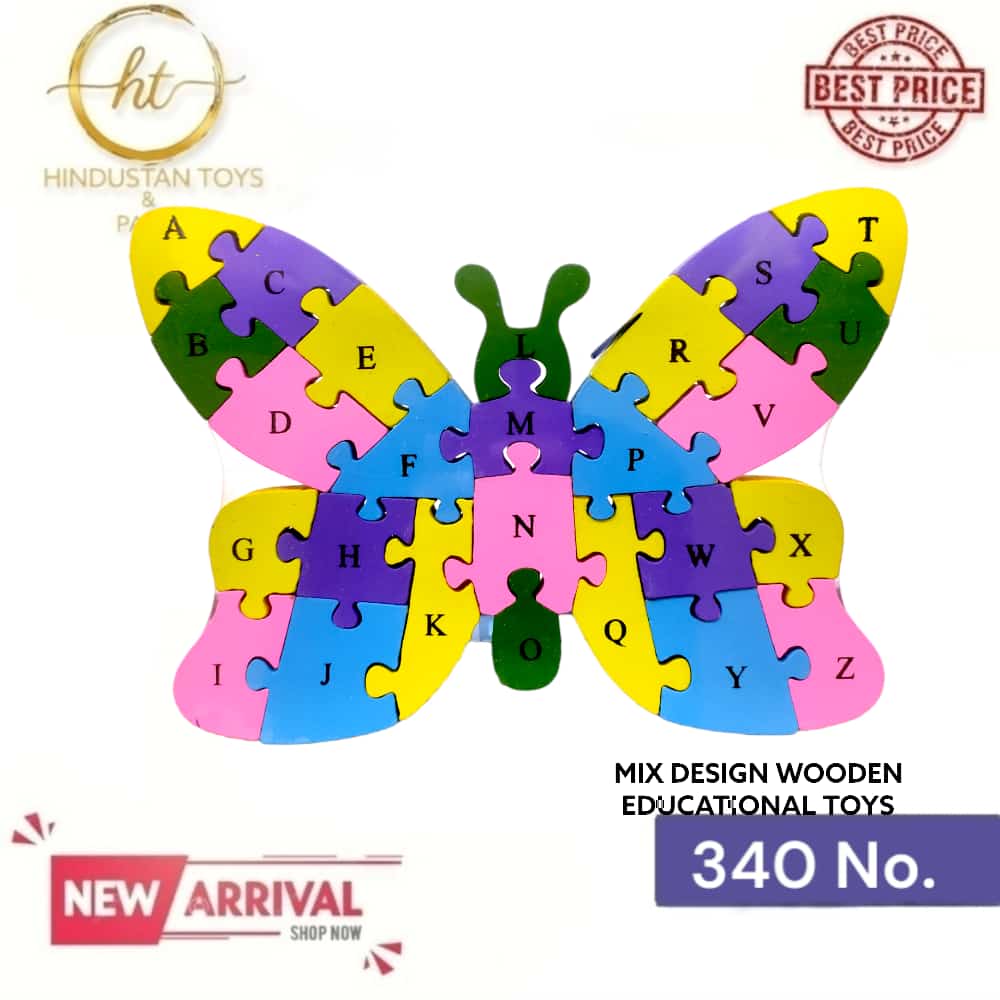 ht
HINDUSTAN TOYS
&
BEST PRICE
BEST PRICE
BEST PRICE
A
T
C
S
B
U
E
L
R
D
M
V
F
P
G
H
N
W
X
K
Q
I
J
O
Y
Z
MIX DESIGN WOODEN
EDUCATIONAL TOYS
340 No.
NEW ARRIVAL
SHOP NOW